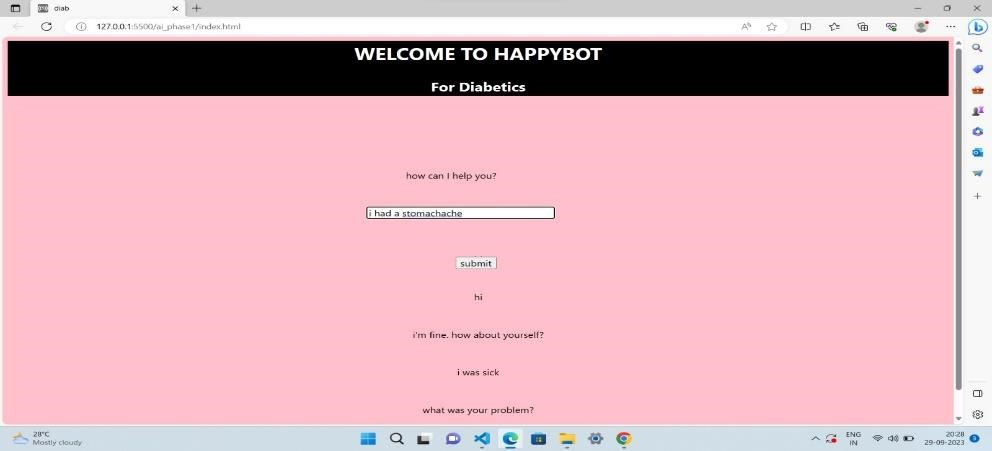 diab
127.0.0.1:5500/ai_phase1/index.html
WELCOME TO HAPPYBOT
For Diabetics
how can I help you?
i had a stomachache
submit
hi
i'm fine. how about yourself?
i was sick
what was your problem?
28°C
Mostly cloudy
ENG
IN
20:28
29-09-2023